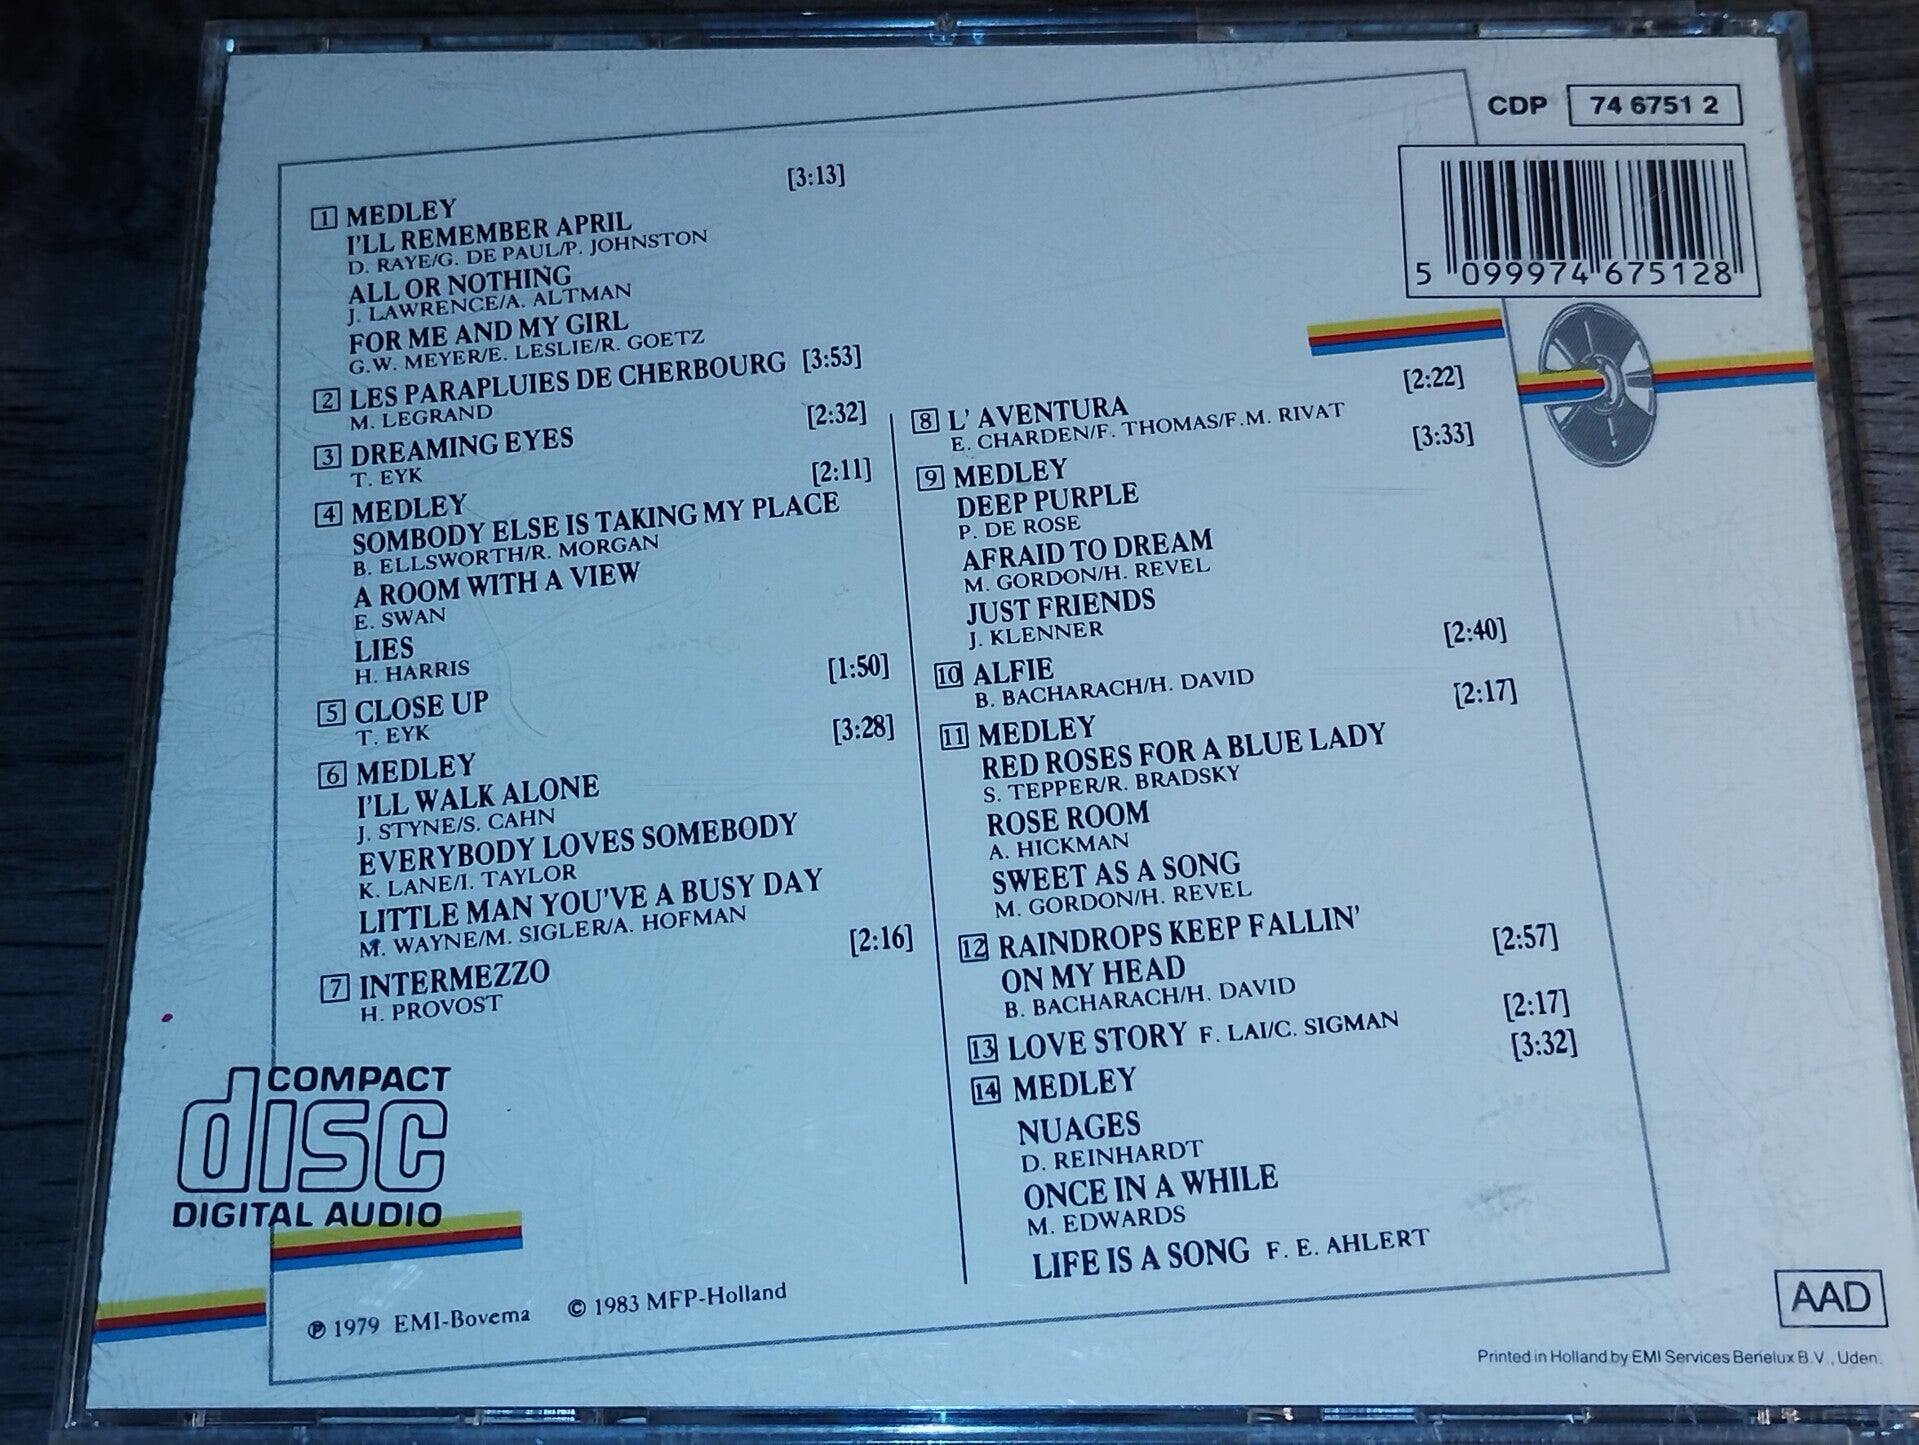 CDP 74 6751 2
5 099974 675128
1 MEDLEY [3:13]
I'LL REMEMBER APRIL
D. RAYE/G. DE PAUL/P. JOHNSTON
ALL OR NOTHING
J. LAWRENCE/A. ALTMAN
FOR ME AND MY GIRL
G.W. MEYER/E. LESLIE/R. GOETZ
2 LES PARAPLUIES DE CHERBOURG [3:53]
M. LEGRAND
3 DREAMING EYES [2:32]
T. EYK
4 MEDLEY [2:11]
SOMBODY ELSE IS TAKING MY PLACE
B. ELLSWORTH/R. MORGAN
A ROOM WITH A VIEW
E. SWAN
LIES
H. HARRIS
5 CLOSE UP [1:50]
T. EYK
6 MEDLEY [3:28]
I'LL WALK ALONE
J. STYNE/S. CAHN
EVERYBODY LOVES SOMEBODY
K. LANE/I. TAYLOR
LITTLE MAN YOU'VE A BUSY DAY
M. WAYNE/M. SIGLER/A. HOFMAN
7 INTERMEZZO [2:16]
H. PROVOST
8 L' AVENTURA [2:22]
E. CHARDEN/F. THOMAS/F.M. RIVAT
9 MEDLEY [3:33]
DEEP PURPLE
P. DE ROSE
AFRAID TO DREAM
M. GORDON/H. REVEL
JUST FRIENDS
J. KLENNER
10 ALFIE [2:40]
B. BACHARACH/H. DAVID
11 MEDLEY [2:17]
RED ROSES FOR A BLUE LADY
S. TEPPER/R. BRADSKY
ROSE ROOM
A. HICKMAN
SWEET AS A SONG
M. GORDON/H. REVEL
12 RAINDROPS KEEP FALLIN'
ON MY HEAD [2:57]
B. BACHARACH/H. DAVID
13 LOVE STORY F. LAI/C. SIGMAN [2:17]
14 MEDLEY [3:32]
NUAGES
D. REINHARDT
ONCE IN A WHILE
M. EDWARDS
LIFE IS A SONG F. E. AHLERT
COMPACT
disc
DIGITAL AUDIO
℗ 1979 EMI-Bovema © 1983 MFP-Holland
AAD
Printed in Holland by EMI Services Benelux B.V., Uden.